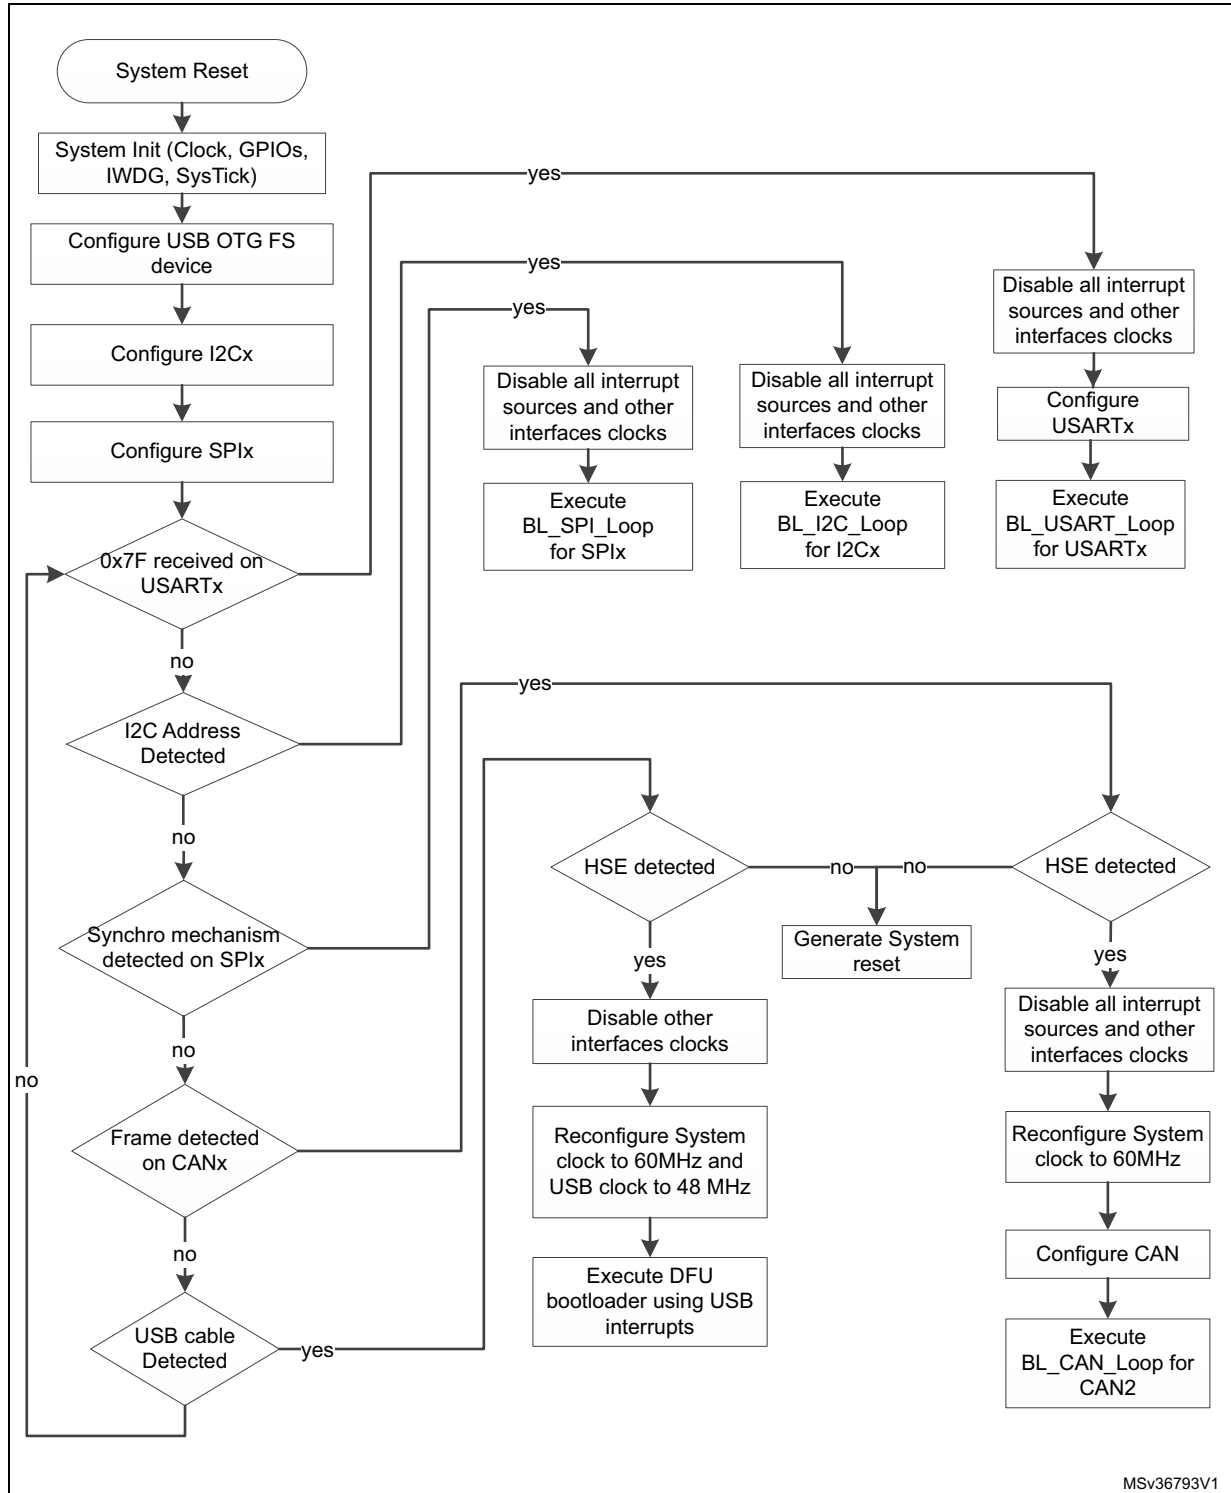 System Reset
System Init (Clock, GPIOs,
IWDG, SysTick)
yes
Configure USB OTG FS
device
yes
Disable all interrupt
sources and other
interfaces clocks
yes
Configure I2Cx
Disable all interrupt
sources and other
interfaces clocks
Disable all interrupt
sources and other
interfaces clocks
Configure
USARTx
Configure SPIx
Execute
BL_SPI_Loop
for SPIx
Execute
BL_I2C_Loop
for I2Cx
Execute
BL_USART_Loop
for USARTx
0x7F received on
USARTx
no
yes
I2C Address
Detected
no
HSE detected
no
no
HSE detected
Synchro mechanism
detected on SPIx
Generate System
reset
yes
yes
Disable other
interfaces clocks
Disable all interrupt
sources and other
interfaces clocks
no
no
Frame detected
on CANx
Reconfigure System
clock to 60MHz and
USB clock to 48 MHz
Reconfigure System
clock to 60MHz
no
Configure CAN
Execute DFU
bootloader using USB
interrupts
USB cable
Detected
yes
Execute
BL_CAN_Loop for
CAN2
MSv36793V1